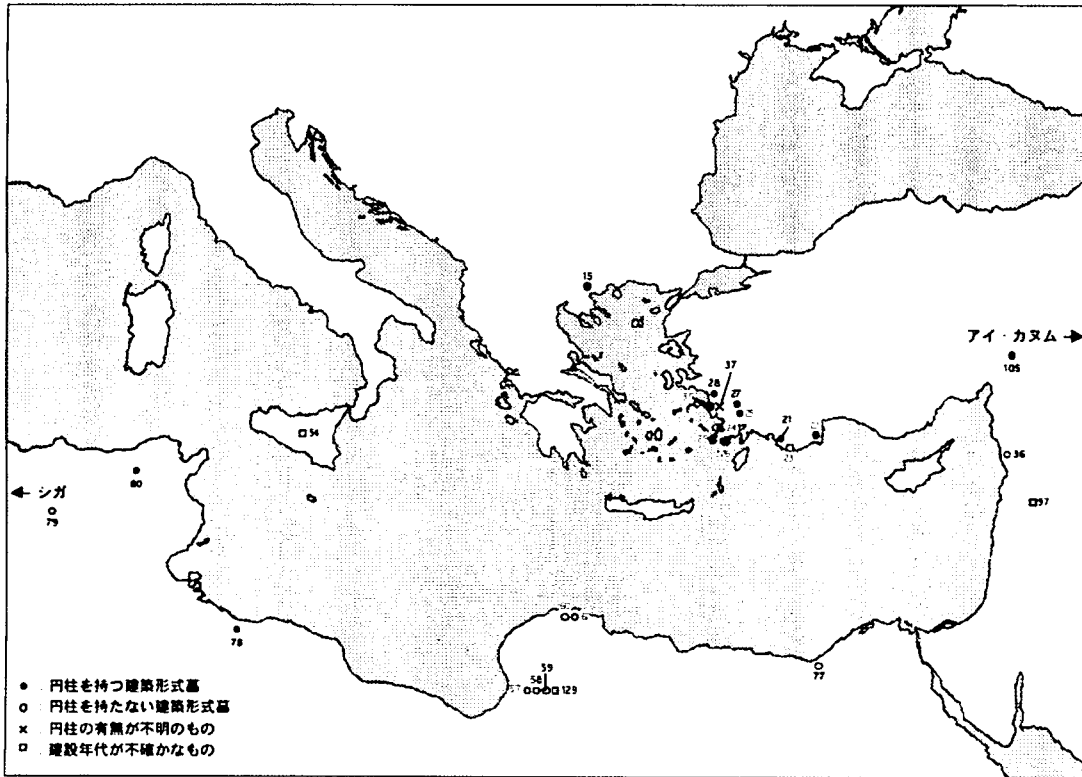 15
アイ・カヌム →
105
37
28
27
21
54
36
80
← シガ
79
97
78
59
58
129
77
● 円柱を持つ建築形式墓
○ 円柱を持たない建築形式墓
× 円柱の有無が不明のもの
□ 建設年代が不確かなもの